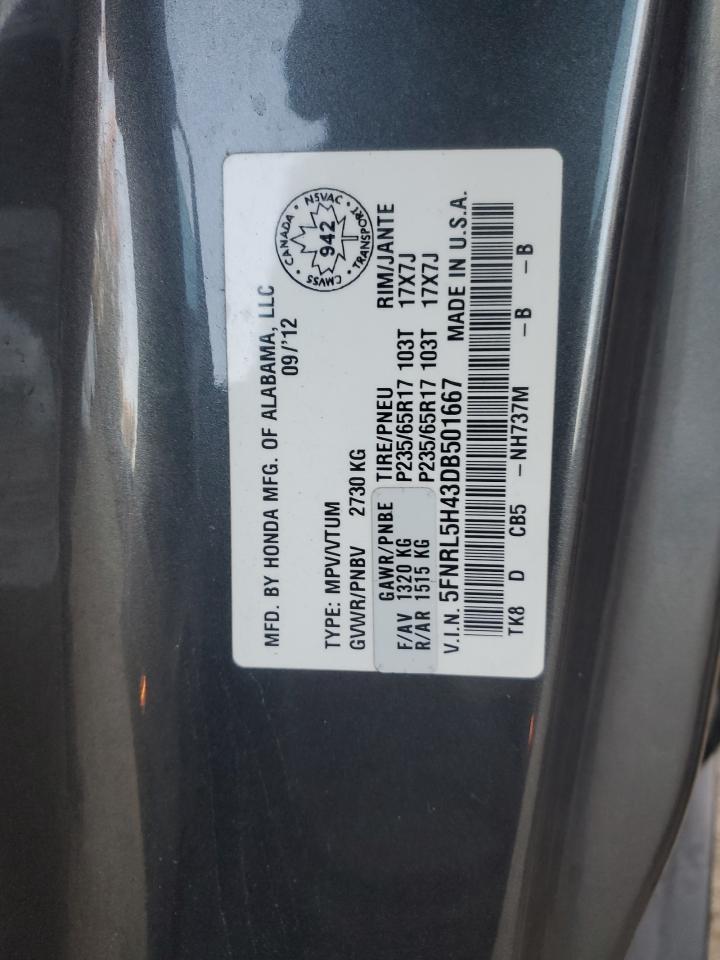 MFD. BY HONDA MFG. OF ALABAMA, LLC
09/'12
CANADA • NSVAC • TRANSPORT • CMVSS •
942
TYPE: MPV/VTUM
GVWR/PNBV 2730 KG
GAWR/PNBE TIRE/PNEU RIM/JANTE
F/AV 1320 KG P235/65R17 103T 17X7J
R/AR 1515 KG P235/65R17 103T 17X7J
V.I.N. 5FNRL5H43DB501667 MADE IN U.S.A.
TK8 D CB5 -NH737M -B -B